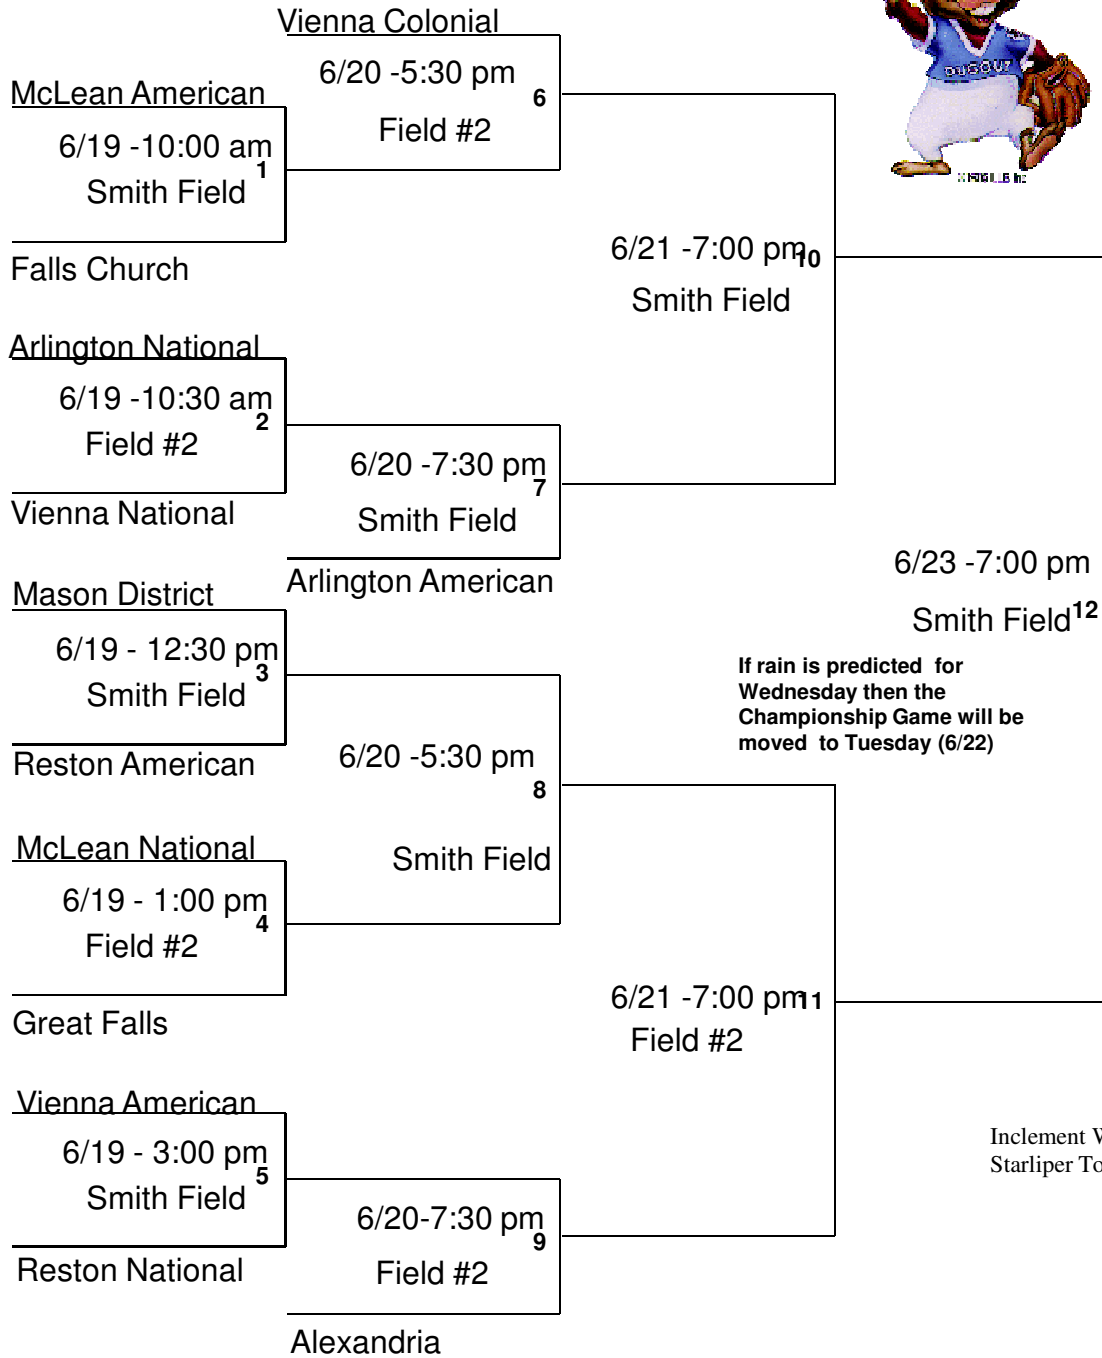 Vienna Colonial
6/20 -5:30 pm
6
Field #2
McLean American
6/19 -10:00 am
1
Smith Field
Falls Church
DUGOUT
6/21 -7:00 pm
10
Smith Field
Arlington National
6/19 -10:30 am
2
Field #2
Vienna National
6/20 -7:30 pm
7
Smith Field
Arlington American
6/23 -7:00 pm
Smith Field 12
If rain is predicted for
Wednesday then the
Championship Game will be
moved to Tuesday (6/22)
Mason District
6/19 - 12:30 pm
3
Smith Field
Reston American
6/20 -5:30 pm
8
Smith Field
McLean National
6/19 - 1:00 pm
4
Field #2
Great Falls
6/21 -7:00 pm
11
Field #2
Vienna American
6/19 - 3:00 pm
5
Smith Field
Reston National
6/20-7:30 pm
9
Field #2
Alexandria
Inclement
Starliper